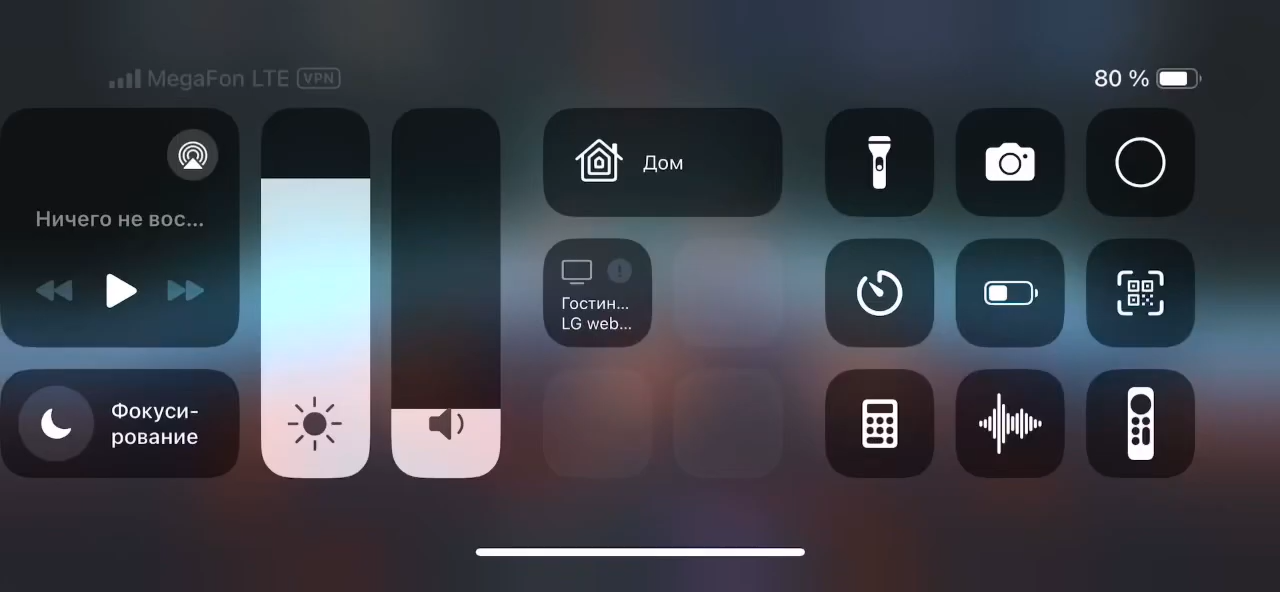 MegaFon LTE VPN
80 %
Ничего не вос...
Фокуси-
рование
Дом
Гостин...
LG web...